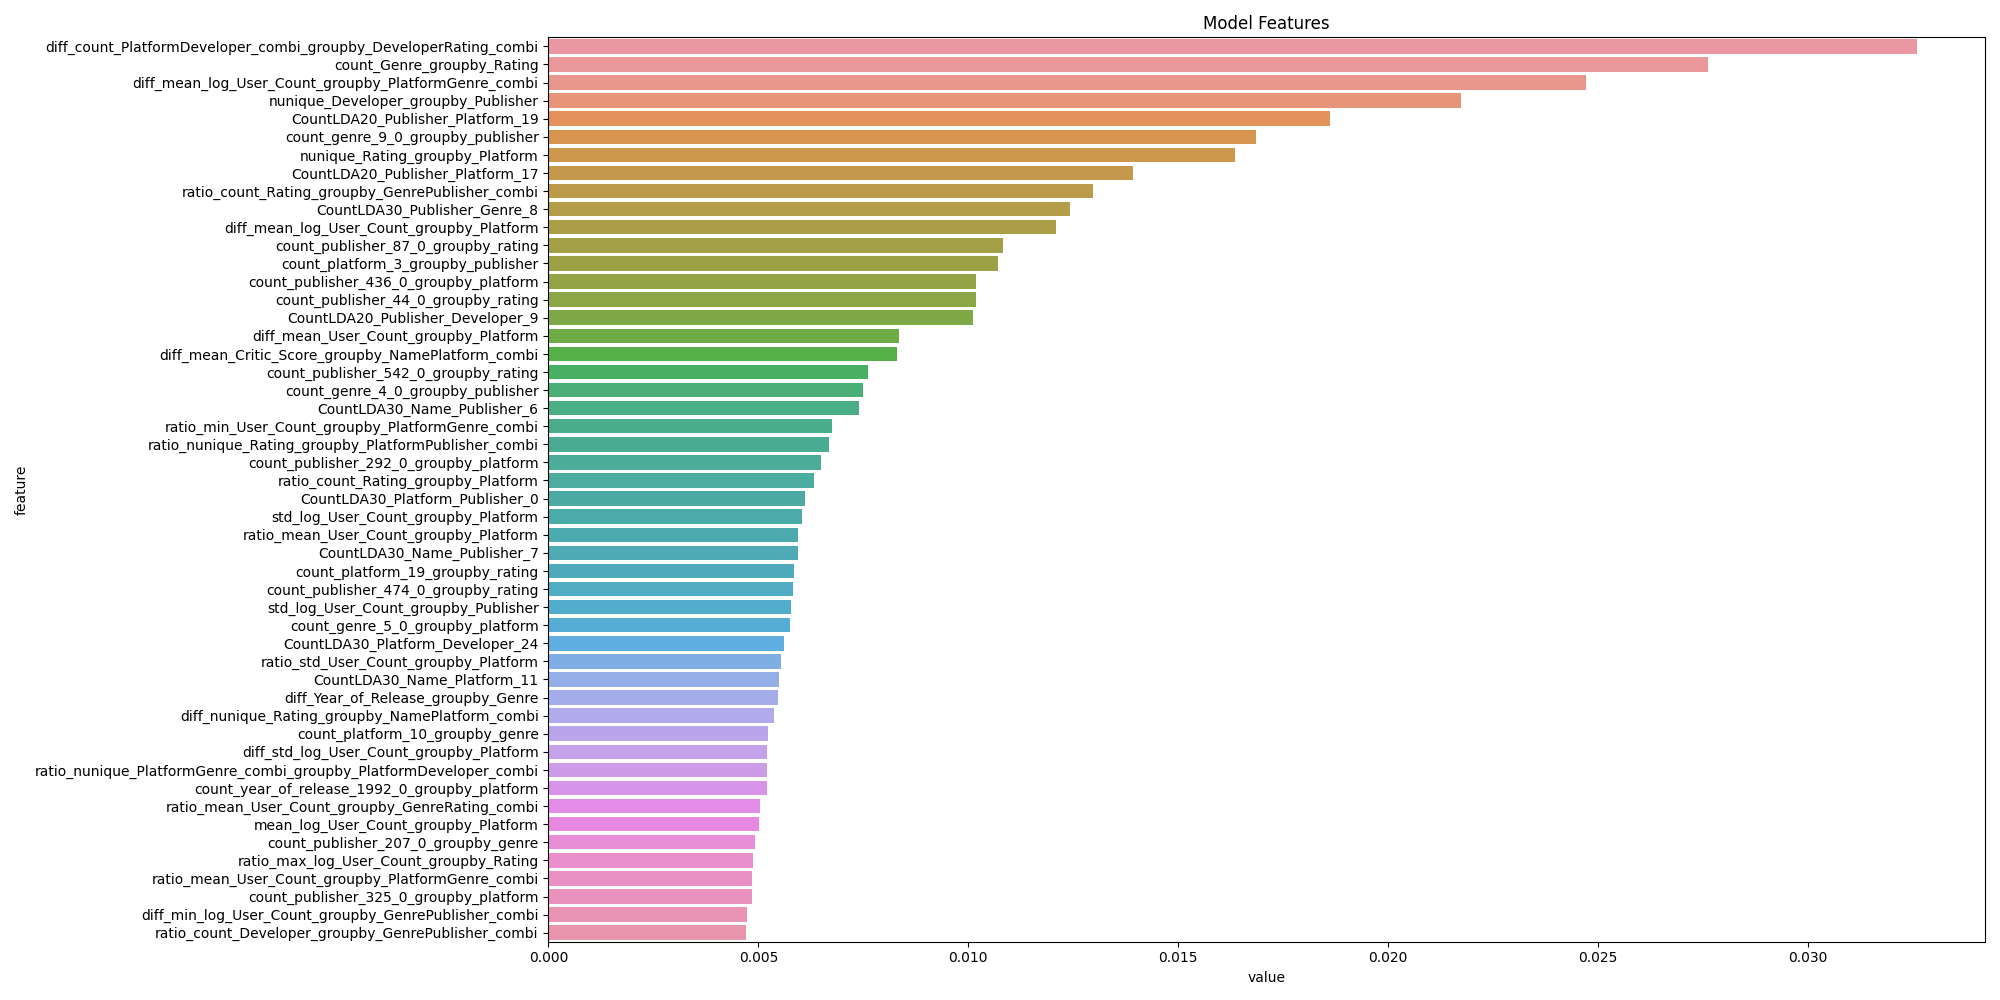 Model Features
diff_count_PlatformDeveloper_combi_groupby_DeveloperRating_combi
count_Genre_groupby_Rating
diff_mean_log_User_Count_groupby_PlatformGenre_combi
nunique_Developer_groupby_Publisher
CountLDA20_Publisher_Platform_19
count_genre_9_0_groupby_publisher
nunique_Rating_groupby_Platform
CountLDA20_Publisher_Platform_17
ratio_count_Rating_groupby_GenrePublisher_combi
CountLDA30_Publisher_Genre_8
diff_mean_log_User_Count_groupby_Platform
count_publisher_87_0_groupby_rating
count_platform_3_groupby_publisher
count_publisher_436_0_groupby_platform
count_publisher_44_0_groupby_rating
CountLDA20_Publisher_Developer_9
diff_mean_User_Count_groupby_Platform
diff_mean_Critic_Score_groupby_NamePlatform_combi
count_publisher_542_0_groupby_rating
count_genre_4_0_groupby_publisher
CountLDA30_Name_Publisher_6
ratio_min_User_Count_groupby_PlatformGenre_combi
ratio_nunique_Rating_groupby_PlatformPublisher_combi
count_publisher_292_0_groupby_platform
ratio_count_Rating_groupby_Platform
CountLDA30_Platform_Publisher_0
std_log_User_Count_groupby_Platform
ratio_mean_User_Count_groupby_Platform
CountLDA30_Name_Publisher_7
count_platform_19_groupby_rating
count_publisher_474_0_groupby_rating
std_log_User_Count_groupby_Publisher
count_genre_5_0_groupby_platform
CountLDA30_Platform_Developer_24
ratio_std_User_Count_groupby_Platform
CountLDA30_Name_Platform_11
diff_Year_of_Release_groupby_Genre
diff_nunique_Rating_groupby_NamePlatform_combi
count_platform_10_groupby_genre
diff_std_log_User_Count_groupby_Platform
ratio_nunique_PlatformGenre_combi_groupby_PlatformDeveloper_combi
count_year_of_release_1992_0_groupby_platform
ratio_mean_User_Count_groupby_GenreRating_combi
mean_log_User_Count_groupby_Platform
count_publisher_207_0_groupby_genre
ratio_max_log_User_Count_groupby_Rating
ratio_mean_User_Count_groupby_PlatformGenre_combi
count_publisher_325_0_groupby_platform
diff_min_log_User_Count_groupby_GenrePublisher_combi
ratio_count_Developer_groupby_GenrePublisher_combi
feature
0.000 0.005 0.010 0.015 0.020 0.025 0.030
value